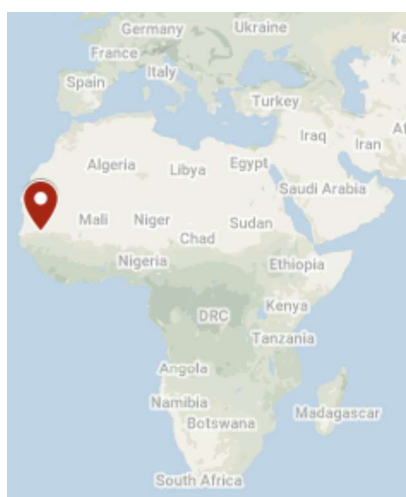 Germany
Ukraine
France
Ka
Spain
Italy
Turkey
Iraq
Iran
Af
Algeria
Libya
Egypt
Saudi Arabia
Mali
Niger
Chad
Sudan
Nigeria
Ethiopia
DRC
Kenya
Tanzania
Angola
Namibia
Botswana
Madagascar
South Africa